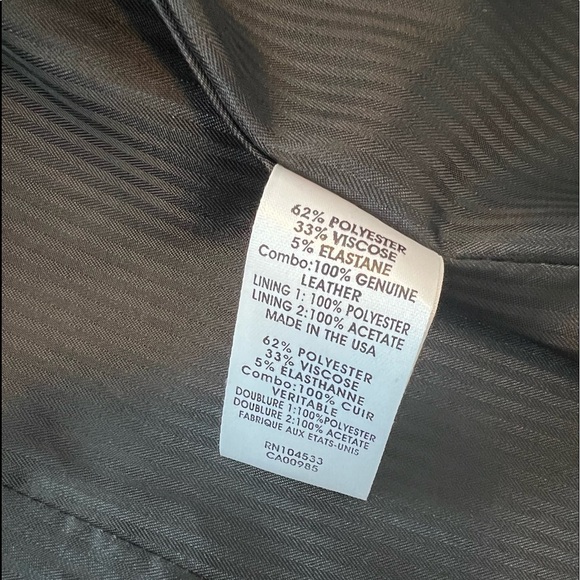 62% POLYESTER
33% VISCOSE
5% ELASTANE
Combo:100% GENUINE
LEATHER
LINING 1: 100% POLYESTER
LINING 2:100% ACETATE
MADE IN THE USA
62% POLYESTER
33% VISCOSE
5% ÉLASTHANNE
Combo:100% CUIR
VERITABLE
DOUBLURE 1:100%POLYESTER
DOUBLURE 2:100% ACETATE
FABRIQUE AUX ETATS-UNIS
RN104533
CA00985